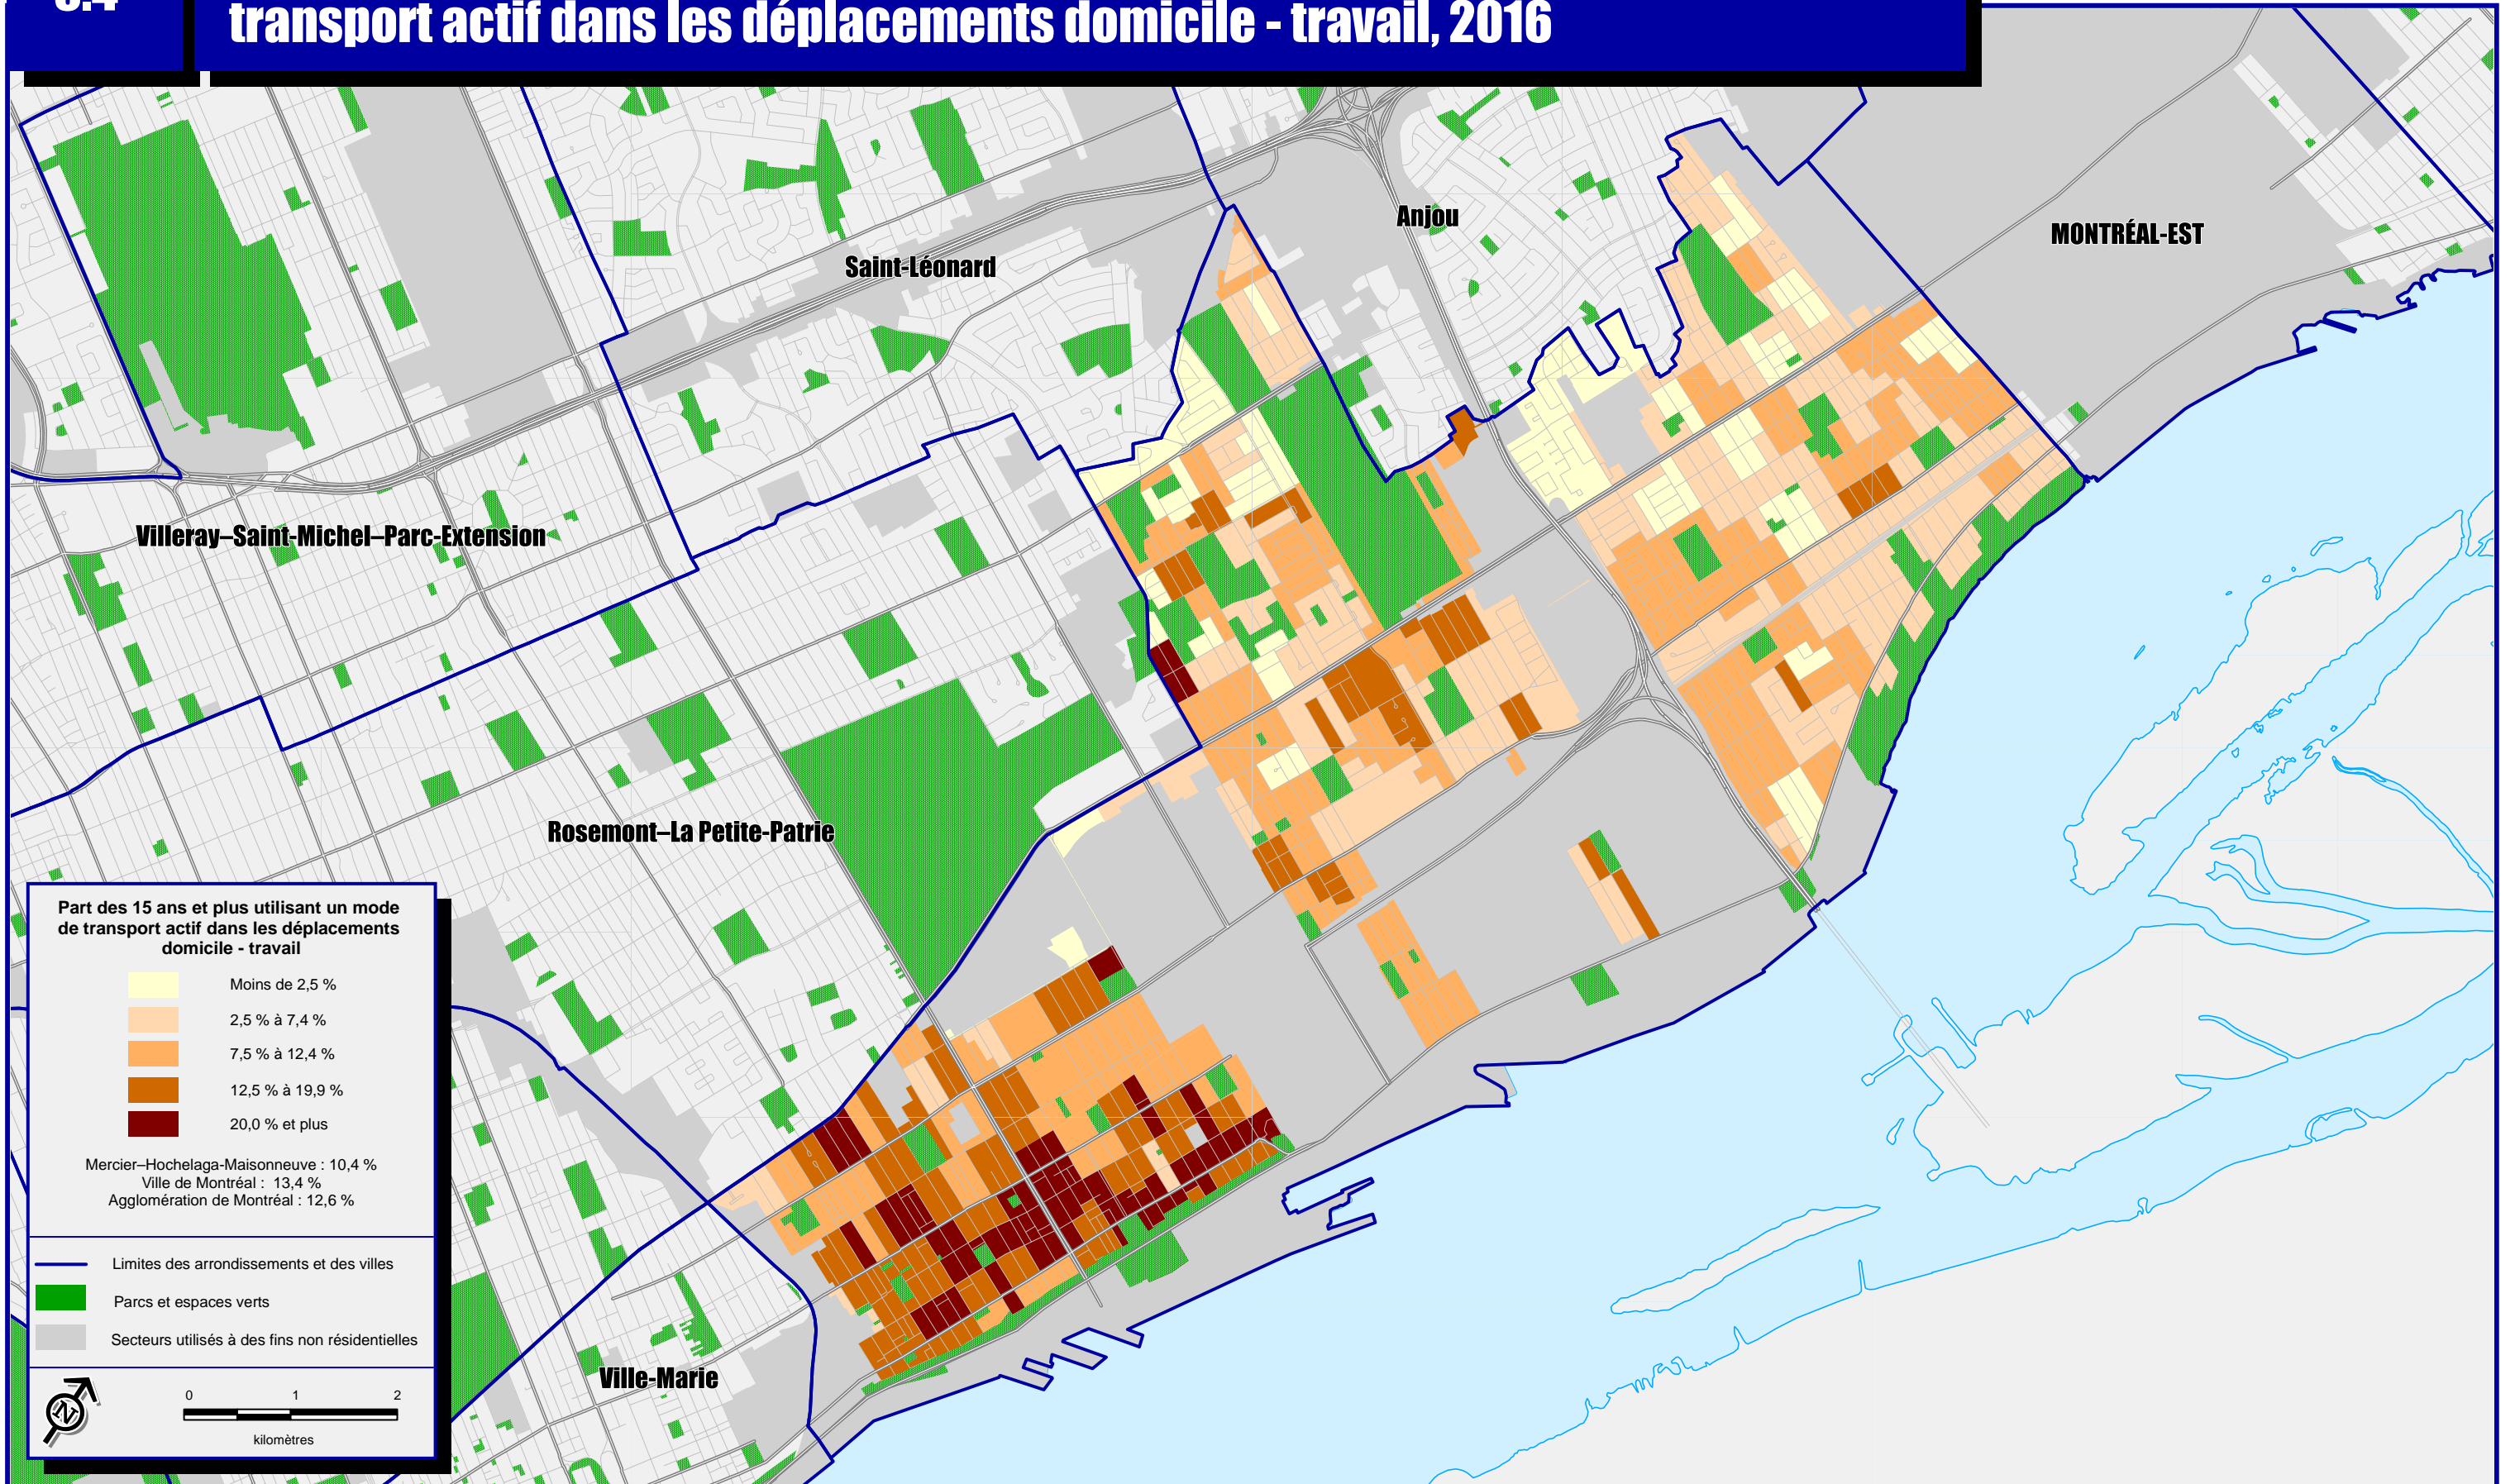 transport actif dans les déplacements domicile - travail, 2016
Anjou
MONTRÉAL-EST
Saint-Léonard
Villeray–Saint-Michel–Parc-Extension
Rosemont–La Petite-Patrie
Ville-Marie
Part des 15 ans et plus utilisant un mode
de transport actif dans les déplacements
domicile - travail
Moins de 2,5 %
2,5 % à 7,4 %
7,5 % à 12,4 %
12,5 % à 19,9 %
20,0 % et plus
Mercier–Hochelaga-Maisonneuve : 10,4 %
Ville de Montréal : 13,4 %
Agglomération de Montréal : 12,6 %
Limites des arrondissements et des villes
Parcs et espaces verts
Secteurs utilisés à des fins non résidentielles
N
0 1 2
kilomètres